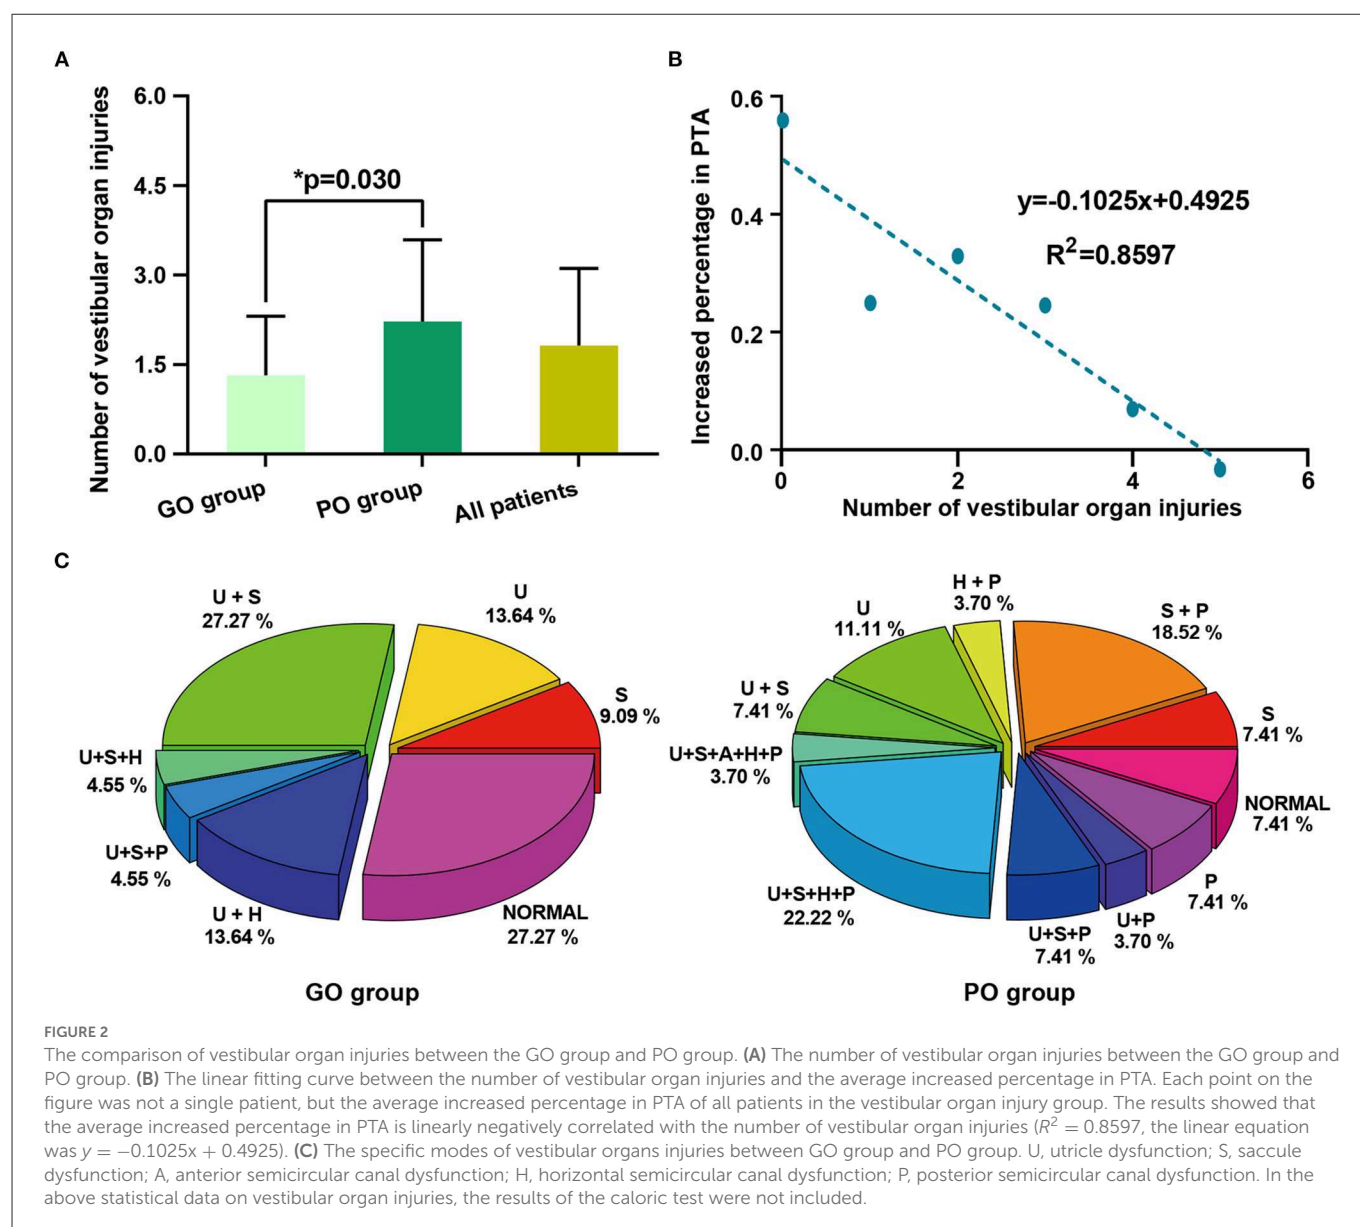 A
Number of vestibular organ injuries
6.0
4.5
3.0
1.5
0.0
*p=0.030
GO group
PO group
All patients
B
Increased percentage in PTA
0.6
0.4
0.2
0.0
y=-0.1025x+0.4925
R²=0.8597
0
2
4
6
Number of vestibular organ injuries
C
U + S
27.27 %
U
13.64 %
S
9.09 %
U+S+H
4.55 %
U+S+P
4.55 %
U + H
13.64 %
NORMAL
27.27 %
GO group
H + P
3.70 %
U
11.11 %
S + P
18.52 %
U + S
7.41 %
S
7.41 %
U+S+A+H+P
3.70 %
NORMAL
7.41 %
U+S+H+P
22.22 %
P
7.41 %
U+P
3.70 %
U+S+P
7.41 %
PO group
FIGURE 2
The comparison of vestibular organ injuries between the GO group and PO group. (A) The number of vestibular organ injuries between the GO group and
PO group. (B) The linear fitting curve between the number of vestibular organ injuries and the average increased percentage in PTA. Each point on the
figure was not a single patient, but the average increased percentage in PTA of all patients in the vestibular organ injury group. The results showed that
the average increased percentage in PTA is linearly negatively correlated with the number of vestibular organ injuries (R² = 0.8597, the linear equation
was y = −0.1025x + 0.4925). (C) The specific modes of vestibular organs injuries between GO group and PO group. U, utricle dysfunction; S, saccule
dysfunction; A, anterior semicircular canal dysfunction; H, horizontal semicircular canal dysfunction; P, posterior semicircular canal dysfunction. In the
above statistical data on vestibular organ injuries, the results of the caloric test were not included.